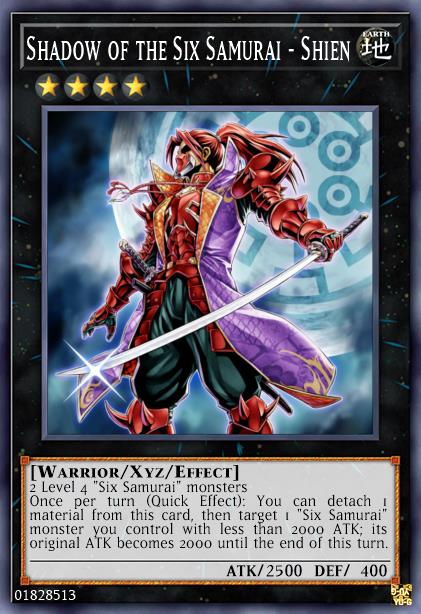 Shadow of the Six Samurai - Shien
EARTH
地
[Warrior/Xyz/Effect]
2 Level 4 "Six Samurai" monsters
Once per turn (Quick Effect): You can detach 1
material from this card, then target 1 "Six Samurai"
monster you control with less than 2000 ATK; its
original ATK becomes 2000 until the end of this turn.
ATK/2500 DEF/ 400
01828513